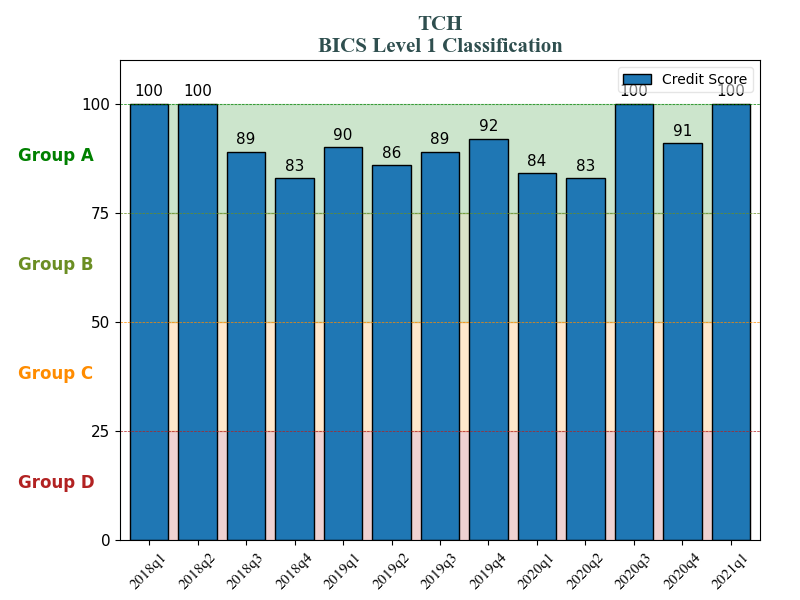 TCH
BICS Level 1 Classification
Credit Score
100 100 89 83 90 86 89 92 84 83 100 91 100
100
Group A
75
Group B
50
Group C
25
Group D
0
2018q1 2018q2 2018q3 2018q4 2019q1 2019q2 2019q3 2019q4 2020q1 2020q2 2020q3 2020q4 2021q1